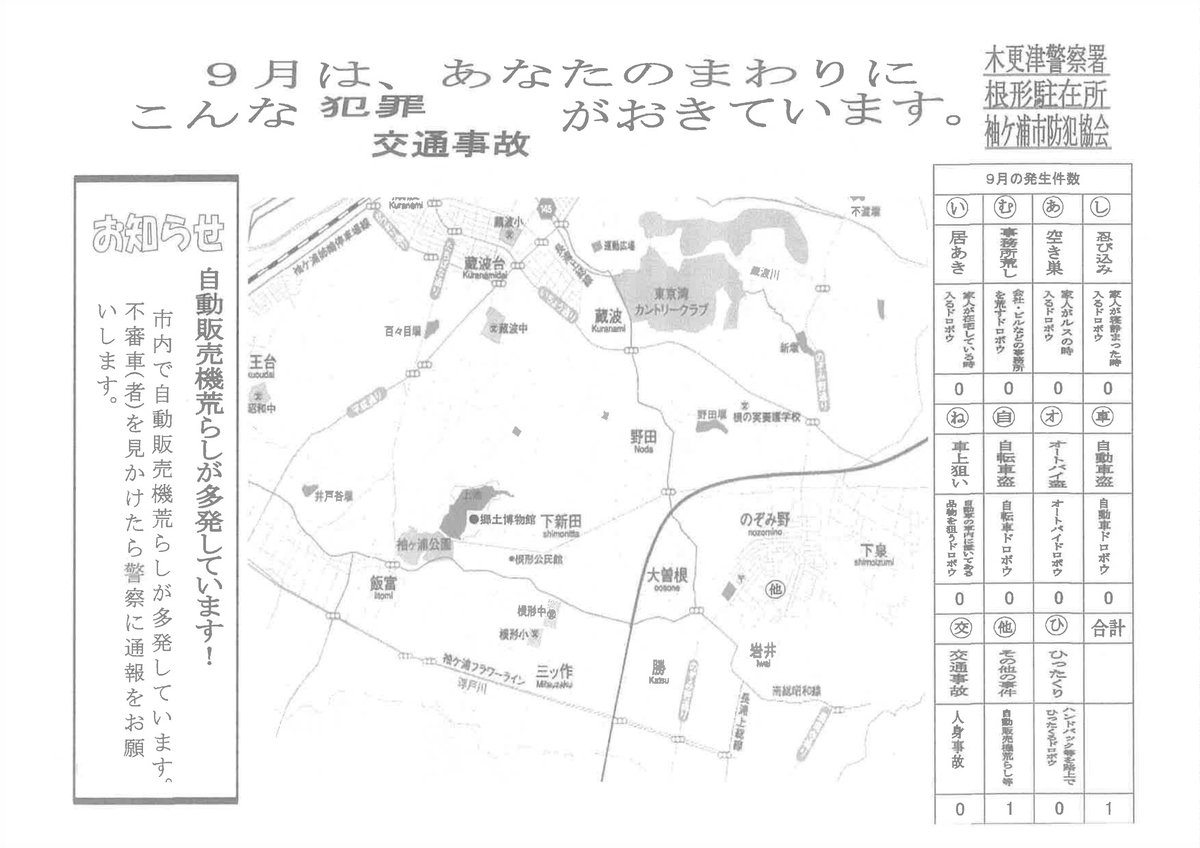 9月は、あなたのまわりに
こんな 犯罪 がおきています。
交通事故
木更津警察署
根形駐在所
袖ケ浦市防犯協会
お知らせ
自動販売機荒らしが多発しています！
市内で自動販売機荒らしが多発しています。
不審車(者)を見かけたら警察に通報をお願
いします。
Kuranami
蔵波小
145
運動広場
不渡堰
蔵波台
Kuranamidai
蔵波川
東京湾
カントリークラブ
蔵波
Kuranami
百々目堰
蔵波中
新堰
王台
昭和中
平成通り
野田堰
根の実養護学校
野田
Noda
井戸谷堰
上池
郷土博物館
下新田
shimonitta
袖ケ浦公園
根形公民館
のぞみ野
nozomino
下泉
shimoizumi
飯富
Iitomi
大曽根
oosone
他
根形中
根形小
岩井
Iwai
袖ケ浦フラワーライン
浮戸川
三ッ作
Mitsuzaku
勝
Katsu
南総昭和線
長浦上総線
9月の発生件数
し
忍び込み
家人が寝静まった時
入るドロボウ
0
あ
空き巣
家人がルスの時
入るドロボウ
0
む
事務所荒し
会社・ビルなどの事務所
を荒すドロボウ
0
い
居あき
家人が在宅している時
入るドロボウ
0
車
自動車盗
自動車ドロボウ
0
オ
オートバイ盗
オートバイドロボウ
0
自
自転車盗
自転車ドロボウ
0
ね
車上狙い
自動車の車内に置いてある
品物を狙うドロボウ
0
合計
1
ひ
ひったくり
ハンドバック等を路上で
ひったくるドロボウ
0
他
その他の事件
自動販売機荒らし等
1
交
交通事故
人身事故
0